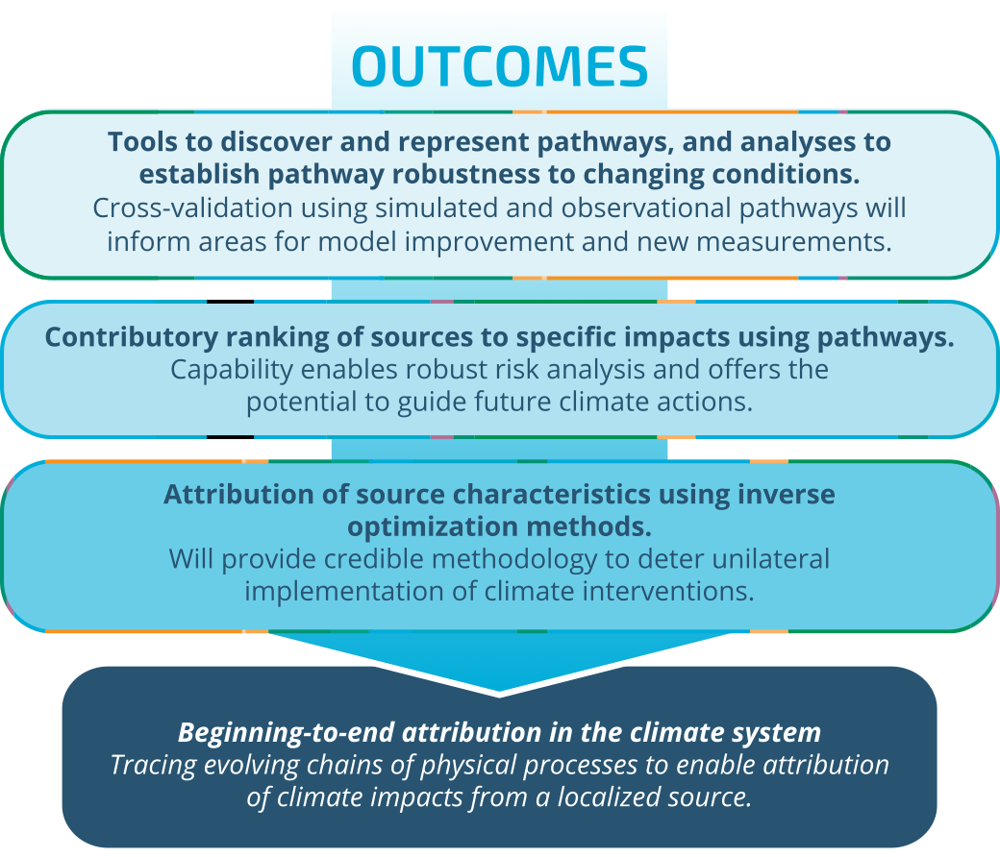 OUTCOMES
Tools to discover and represent pathways, and analyses to
establish pathway robustness to changing conditions.
Cross-validation using simulated and observational pathways will
inform areas for model improvement and new measurements.
Contributory ranking of sources to specific impacts using pathways.
Capability enables robust risk analysis and offers the
potential to guide future climate actions.
Attribution of source characteristics using inverse
optimization methods.
Will provide credible methodology to deter unilateral
implementation of climate interventions.
Beginning-to-end attribution in the climate system
Tracing evolving chains of physical processes to enable attribution
of climate impacts from a localized source.